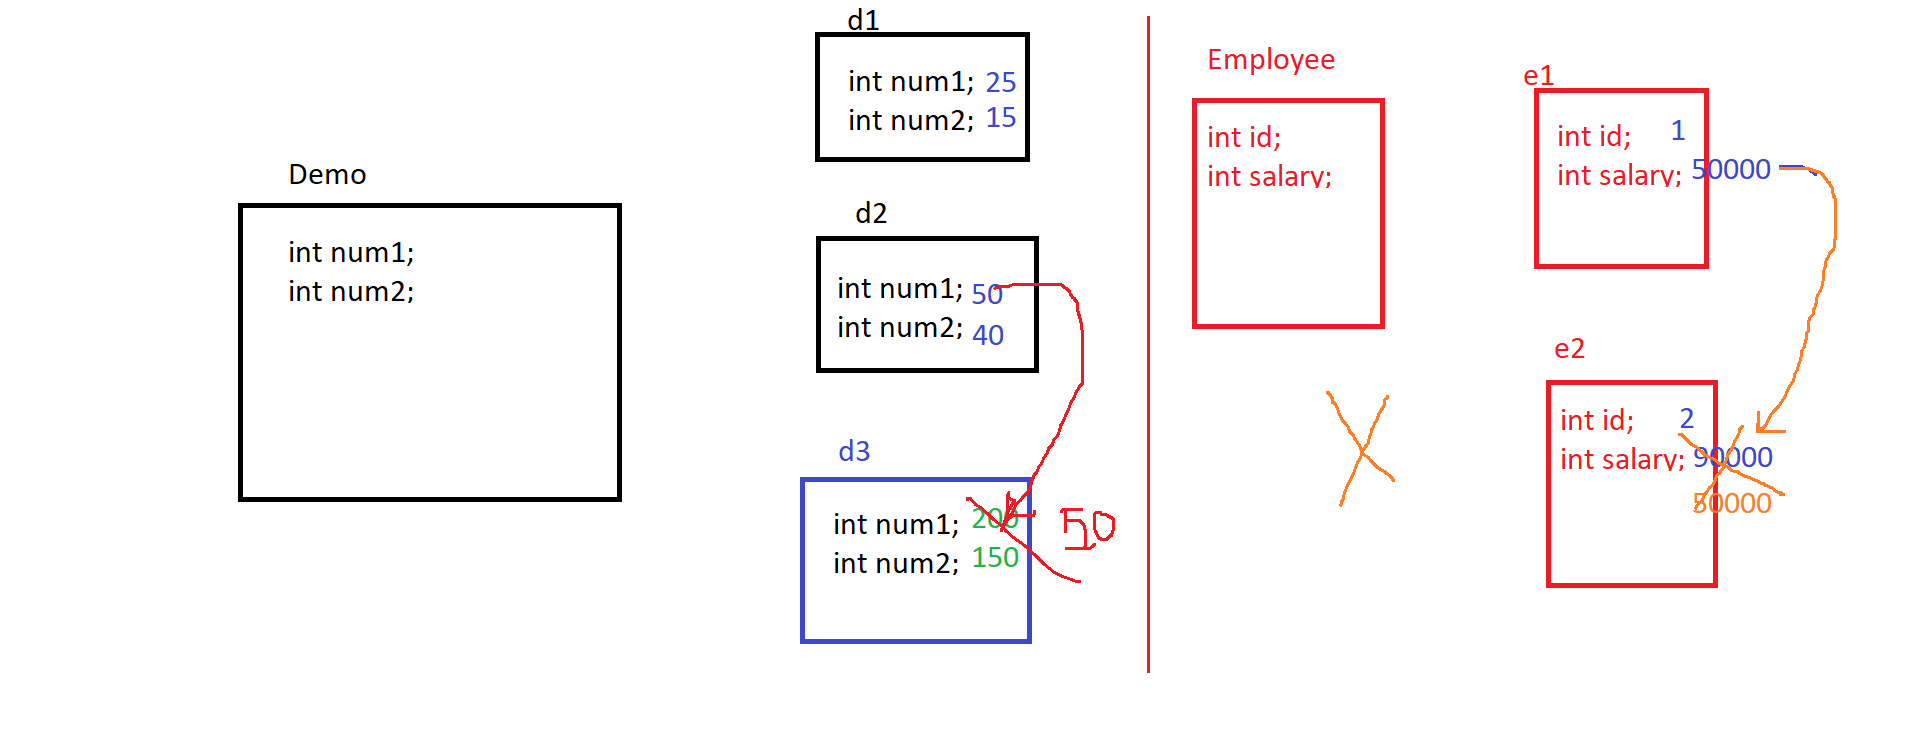 Demo
int num1;
int num2;
d1
int num1; 25
int num2; 15
d2
int num1; 50
int num2; 40
d3
int num1; 200
50
int num2; 150
Employee
int id;
int salary;
e1
int id; 1
int salary; 50000
e2
int id; 2
int salary; 90000
50000